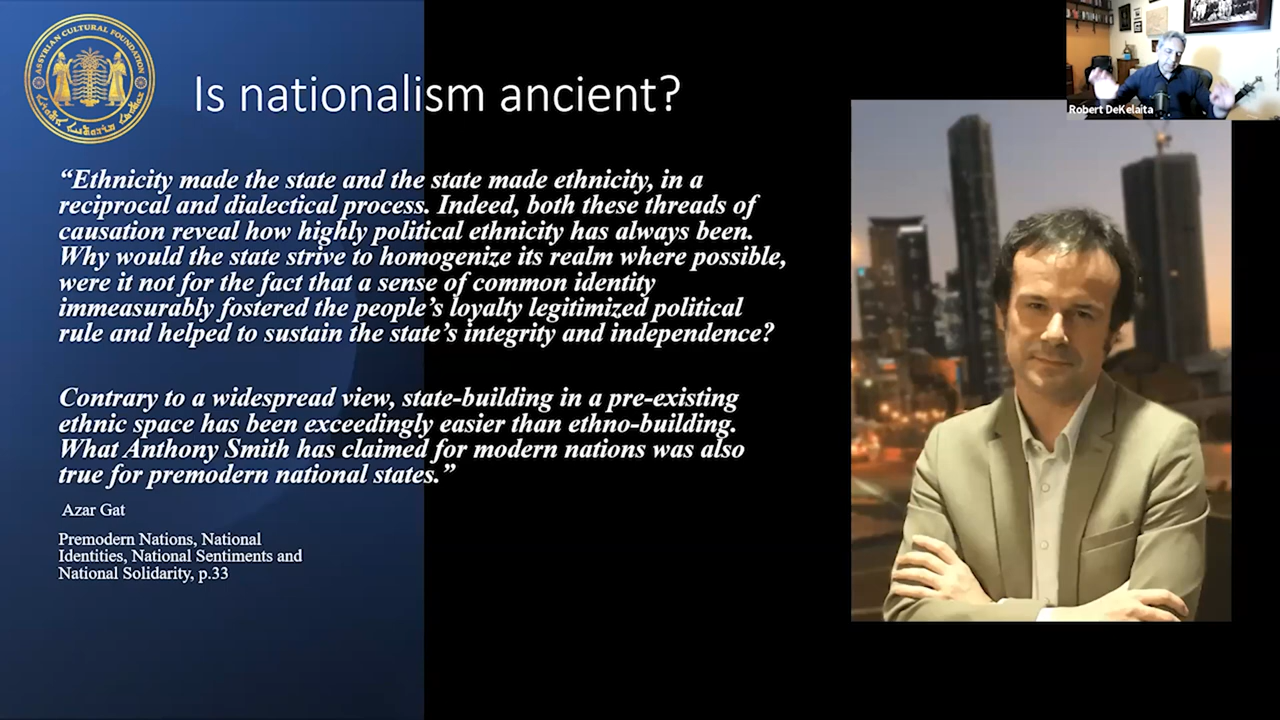 ASSYRIAN CULTURAL FOUNDATION
Is nationalism ancient?
Robert DeKelaita
“Ethnicity made the state and the state made ethnicity, in a
reciprocal and dialectical process. Indeed, both these threads of
causation reveal how highly political ethnicity has always been.
Why would the state strive to homogenize its realm where possible,
were it not for the fact that a sense of common identity
immeasurably fostered the people’s loyalty legitimized political
rule and helped to sustain the state’s integrity and independence?
Contrary to a widespread view, state-building in a pre-existing
ethnic space has been exceedingly easier than ethno-building.
What Anthony Smith has claimed for modern nations was also
true for premodern national states.”
Azar Gat
Premodern Nations, National
Identities, National Sentiments and
National Solidarity, p.33